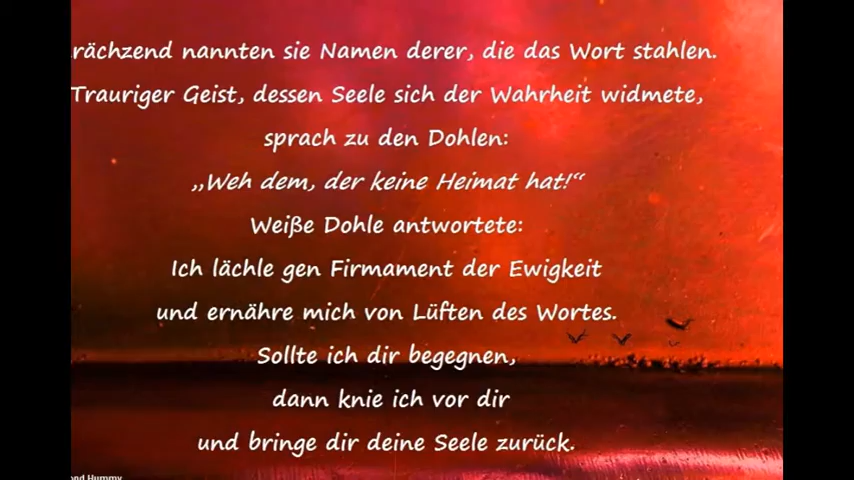 rächzend nannten sie Namen derer, die das Wort stahlen.
Trauriger Geist, dessen Seele sich der Wahrheit widmete,
sprach zu den Dohlen:
„Weh dem, der keine Heimat hat!“
Weiße Dohle antwortete:
Ich lächle gen Firmament der Ewigkeit
und ernähre mich von Lüften des Wortes.
Sollte ich dir begegnen,
dann knie ich vor dir
und bringe dir deine Seele zurück.
ond Hummy